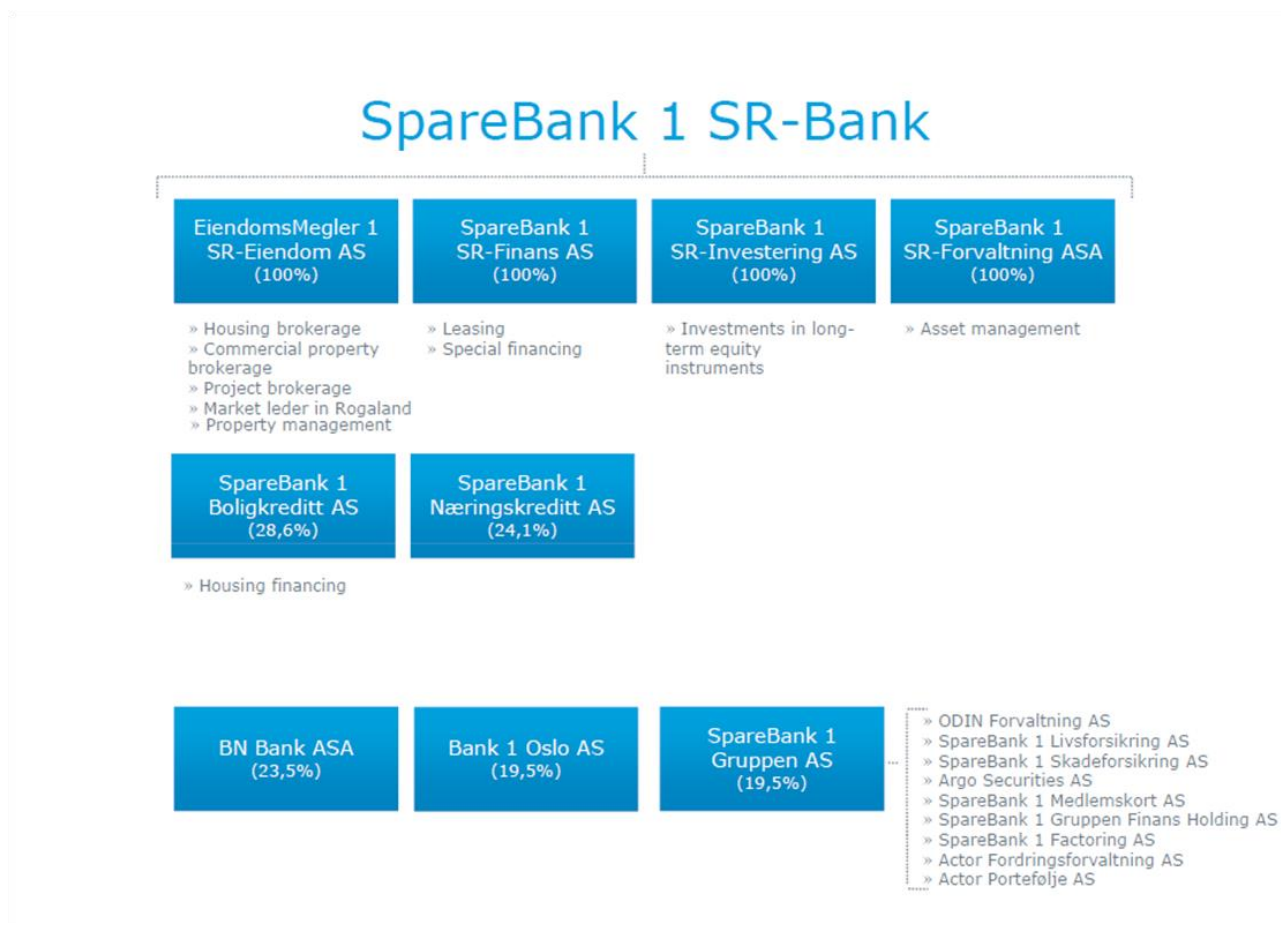 SpareBank 1 SR-Bank
EiendomsMegler 1
SR-Eiendom AS
(100%)
SpareBank 1
SR-Finans AS
(100%)
SpareBank 1
SR-Investering AS
(100%)
SpareBank 1
SR-Forvaltning ASA
(100%)
» Housing brokerage
» Commercial property
brokerage
» Project brokerage
» Market leder in Rogaland
» Property management
» Leasing
» Special financing
» Investments in long-
term equity
instruments
» Asset management
SpareBank 1
Boligkreditt AS
(28,6%)
SpareBank 1
Næringskreditt AS
(24,1%)
» Housing financing
BN Bank ASA
(23,5%)
Bank 1 Oslo AS
(19,5%)
SpareBank 1
Gruppen AS
(19,5%)
» ODIN Forvaltning AS
» SpareBank 1 Livsforsikring AS
» SpareBank 1 Skadeforsikring AS
» Argo Securities AS
» SpareBank 1 Medlemskort AS
» SpareBank 1 Gruppen Finans Holding AS
» SpareBank 1 Factoring AS
» Actor Fordringsforvaltning AS
» Actor Portefølje AS